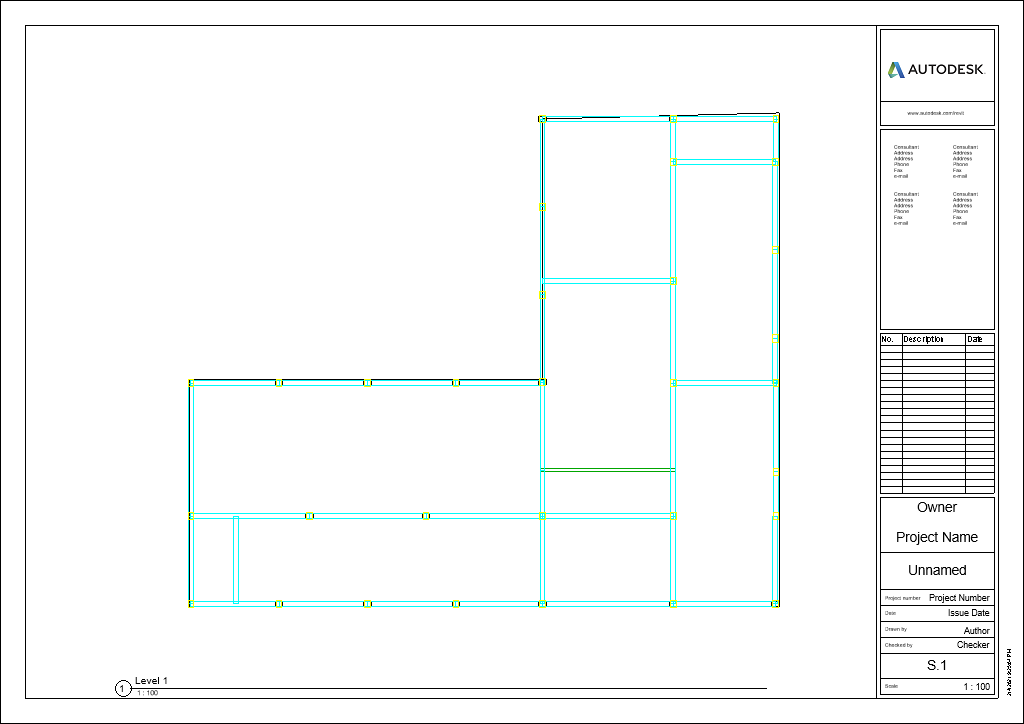 AUTODESK
www.autodesk.com/revit
Consultant Consultant
Address Address
Address Address
Phone Phone
Fax Fax
e-mail e-mail
Consultant Consultant
Address Address
Address Address
Phone Phone
Fax Fax
e-mail e-mail
No. Description Date
Owner
Project Name
Unnamed
Project number Project Number
Date Issue Date
Drawn by Author
Checked by Checker
S.1
Scale 1 : 100
1 Level 1
1 : 100